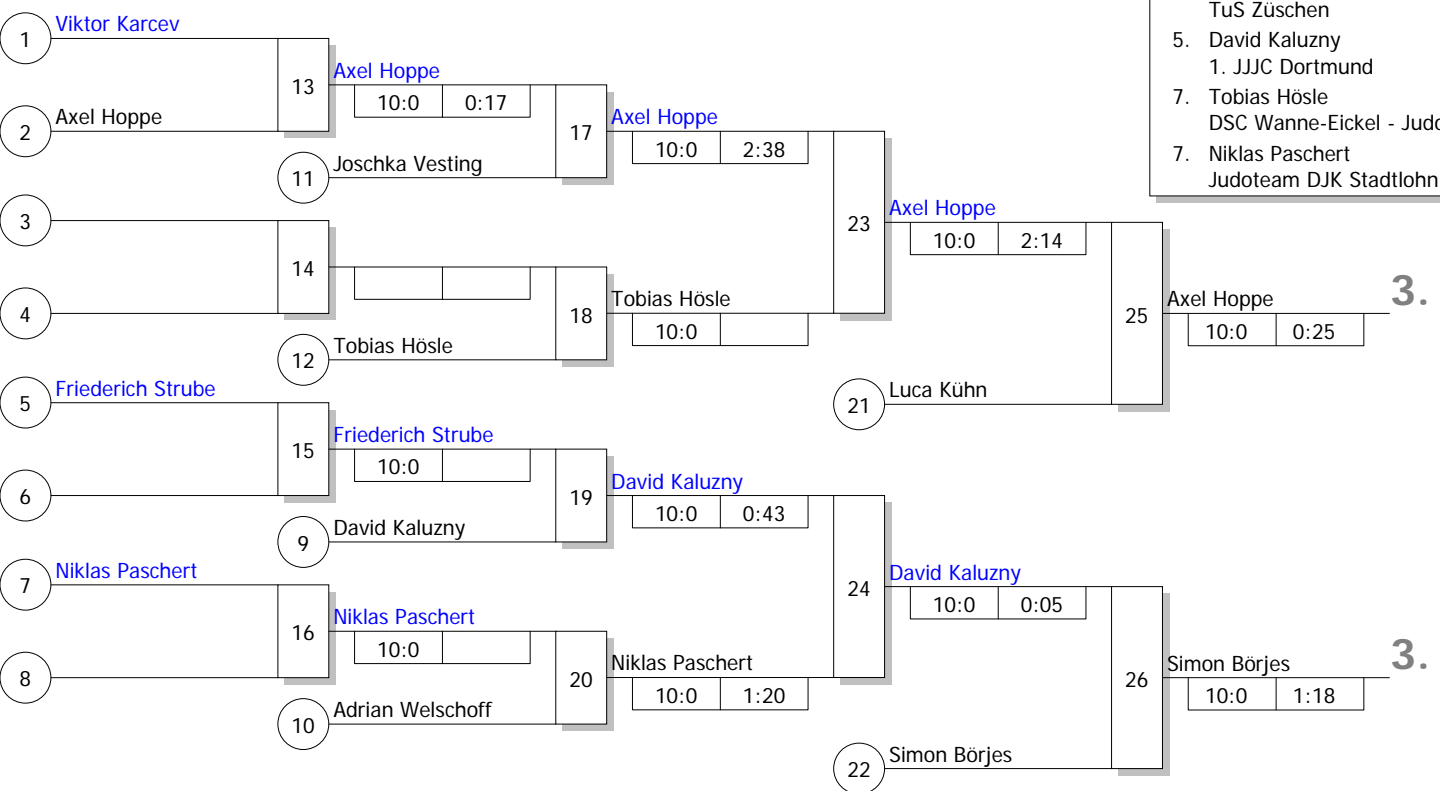 TuS Züschen
5. David Kaluzny
1. JJJC Dortmund
7. Tobias Hösle
DSC Wanne-Eickel - Judo
7. Niklas Paschert
Judoteam DJK Stadtlohn
1 Viktor Karcev
13
Axel Hoppe
10:0 0:17
2 Axel Hoppe
17
Axel Hoppe
10:0 2:38
11 Joschka Vesting
3
14
4
23
Axel Hoppe
10:0 2:14
18
Tobias Hösle
10:0
12 Tobias Hösle
25
Axel Hoppe
10:0 0:25
3.
21 Luca Kühn
5 Friederich Strube
15
Friederich Strube
10:0
6
19
David Kaluzny
10:0 0:43
9 David Kaluzny
7 Niklas Paschert
16
Niklas Paschert
10:0
8
24
David Kaluzny
10:0 0:05
20
Niklas Paschert
10:0 1:20
10 Adrian Welschoff
26
Simon Börjes
10:0 1:18
3.
22 Simon Börjes